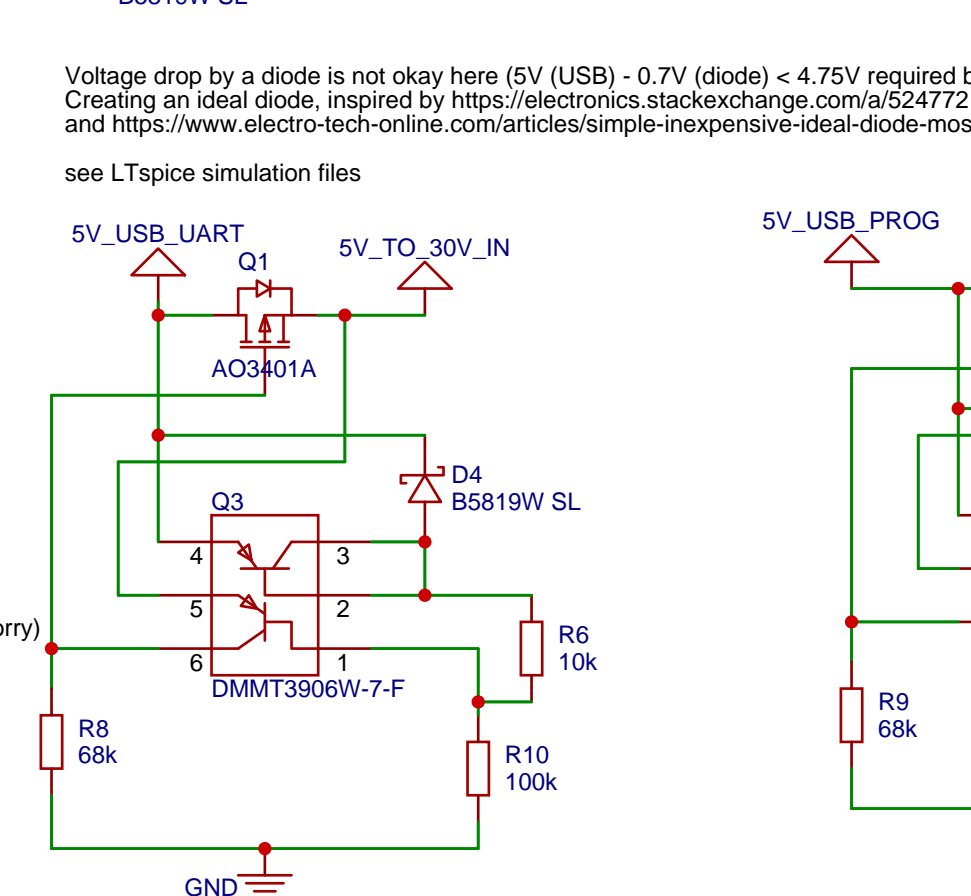 B5819W SL
Voltage drop by a diode is not okay here (5V (USB) - 0.7V (diode) < 4.75V required
Creating an ideal diode, inspired by https://electronics.stackexchange.com/a/524772
and https://www.electro-tech-online.com/articles/simple-inexpensive-ideal-diode-mos
see LTspice simulation files
5V_USB_UART
Q1
5V_TO_30V_IN
AO3401A
5V_USB_PROG
D4
B5819W SL
Q3
4
3
5
2
6
1
DMMT3906W-7-F
orry)
R6
10k
R8
68k
R10
100k
R9
68k
GND